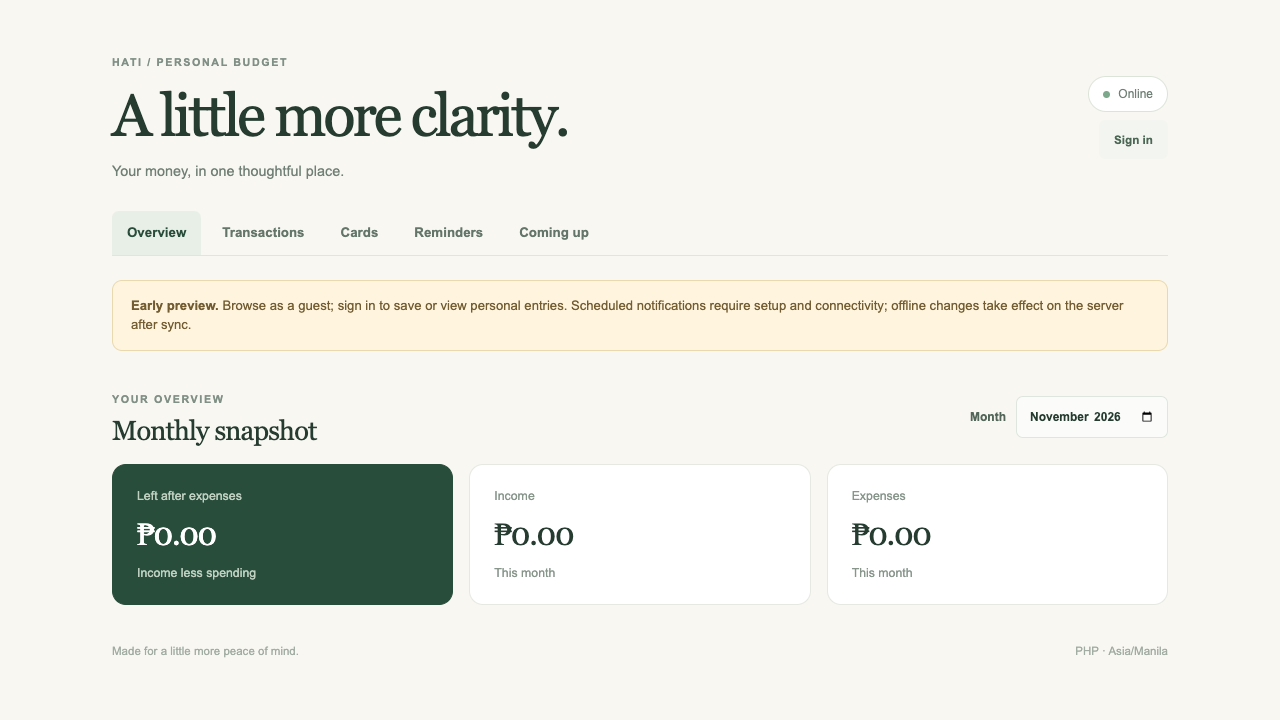 HATI / PERSONAL BUDGET
A little more clarity.
Your money, in one thoughtful place.
Online
Sign in
Overview
Transactions
Cards
Reminders
Coming up
Early preview. Browse as a guest; sign in to save or view personal entries. Scheduled notifications require setup and connectivity; offline changes take effect on the server
after sync.
YOUR OVERVIEW
Monthly snapshot
Month
November 2026
Left after expenses
₱0.00
Income less spending
Income
₱0.00
This month
Expenses
₱0.00
This month
Made for a little more peace of mind.
PHP · Asia/Manila